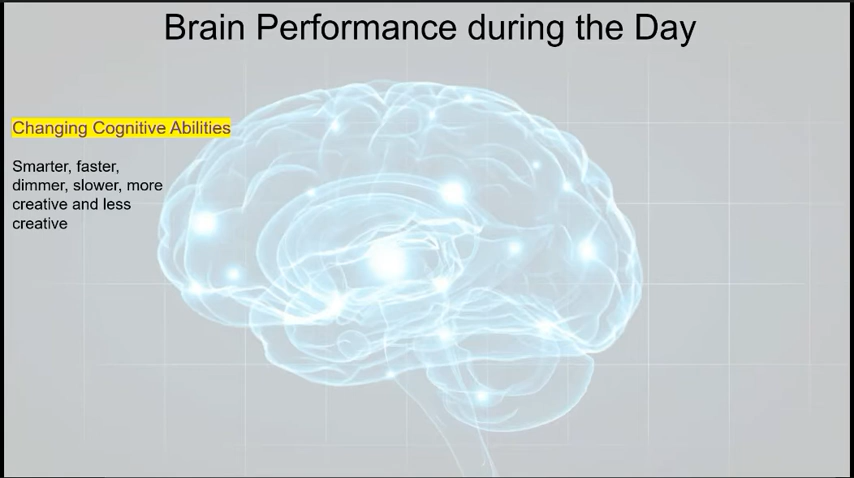 Brain Performance during the Day
Changing Cognitive Abilities
Smarter, faster,
dimmer, slower, more
creative and less
creative